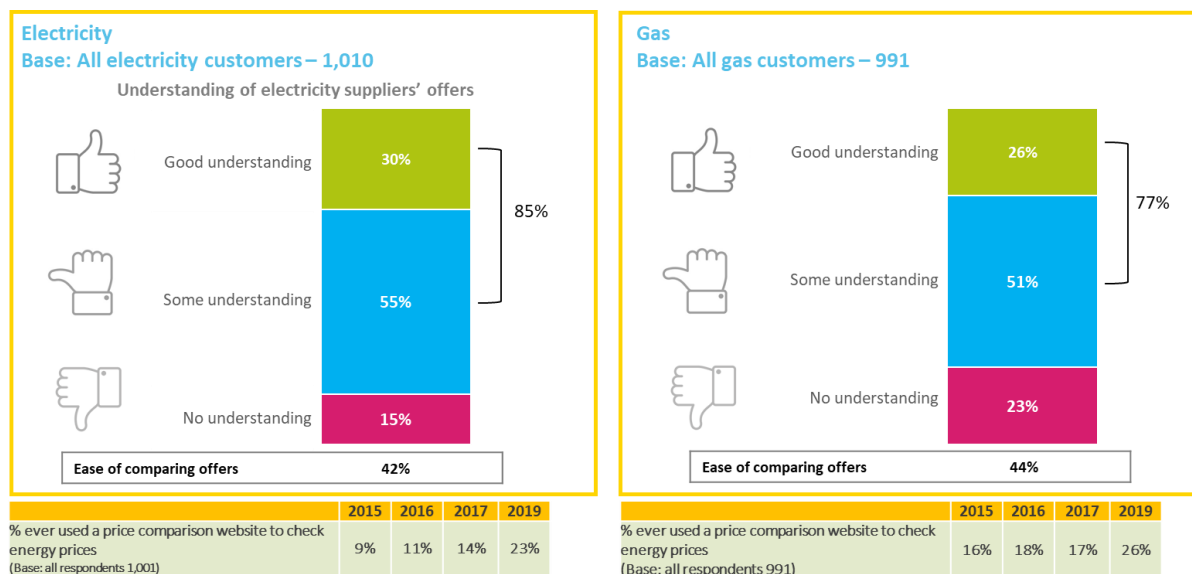 Electricity
Base: All electricity customers – 1,010
Understanding of electricity suppliers' offers
Good understanding
30%
85%
Some understanding
55%
No understanding
15%
Ease of comparing offers 42%
2015 2016 2017 2019
% ever used a price comparison website to check
energy prices
9% 11% 14% 23%
(Base: all respondents 1,001)
Gas
Base: All gas customers – 991
Good understanding
26%
77%
Some understanding
51%
No understanding
23%
Ease of comparing offers 44%
2015 2016 2017 2019
% ever used a price comparison website to check
energy prices
16% 18% 17% 26%
(Base: all respondents 991)